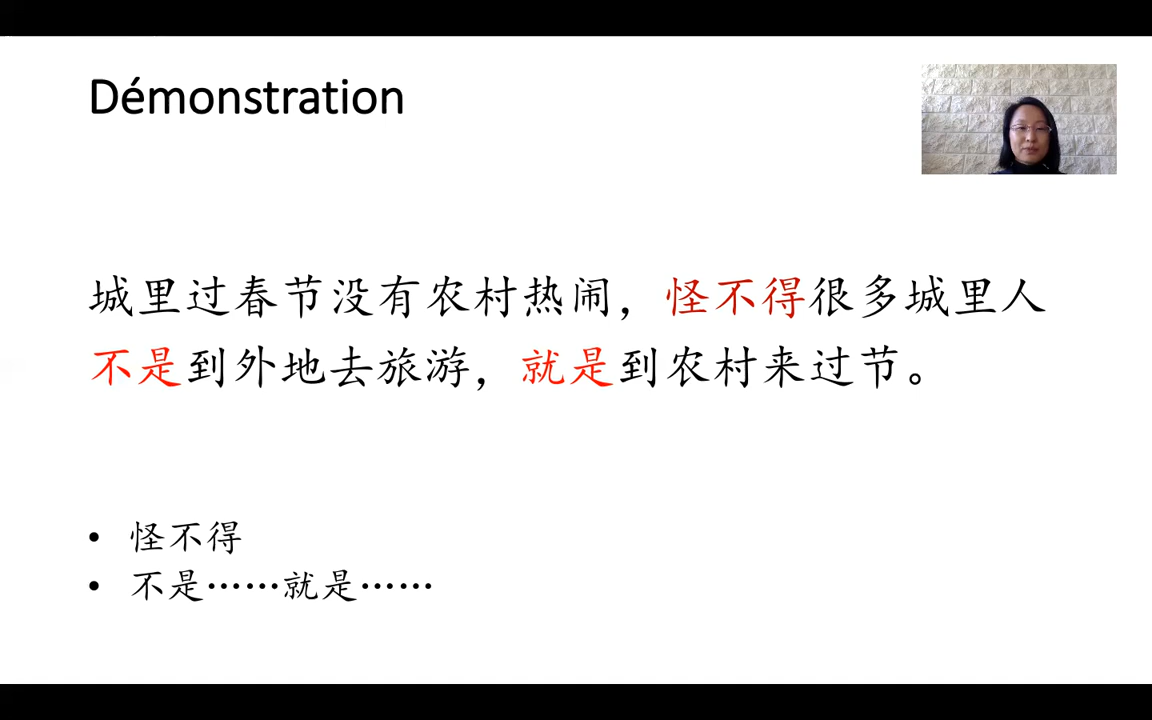 Démonstration
城里过春节没有农村热闹，怪不得很多城里人
不是到外地去旅游，就是到农村来过节。
• 怪不得
• 不是……就是……